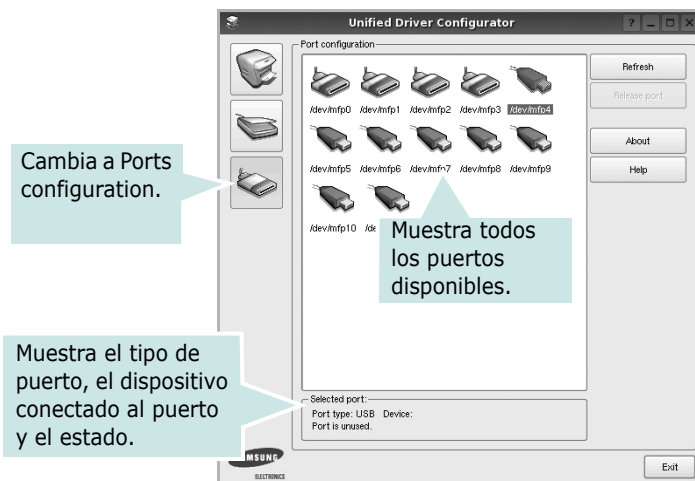 Unified Driver Configurator
Port configuration
/dev/mfp0 /dev/mfp1 /dev/mfp2 /dev/mfp3 /dev/mfp4
/dev/mfp5 /dev/mfp6 /dev/mfp7 /dev/mfp8 /dev/mfp9
/dev/mfp10
Refresh
Release port
About
Help
Cambia a Ports
configuration.
Muestra todos
los puertos
disponibles.
Muestra el tipo de
puerto, el dispositivo
conectado al puerto
y el estado.
Selected port:
Port type: USB Device:
Port is unused.
ELECTRONICS
Exit